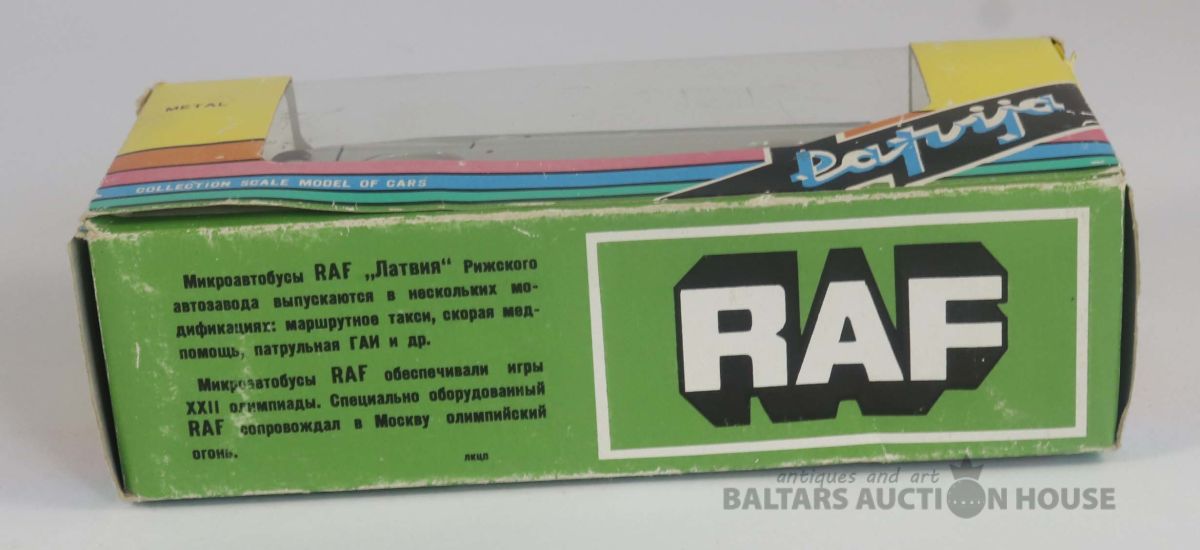 METAL
Latvija
COLLECTION SCALE MODEL OF CARS
Микроавтобусы RAF „Латвия“ Рижского
автозавода выпускаются в нескольких мо-
дификациях: маршрутное такси, скорая мед-
помощь, патрульная ГАИ и др.
Микроавтобусы RAF обеспечивали игры
XXII олимпиады. Специально оборудованный
RAF сопровождал в Москву олимпийский
огонь.
ЛКЦП
RAF
antiques and art
BALTARS AUCTION HOUSE